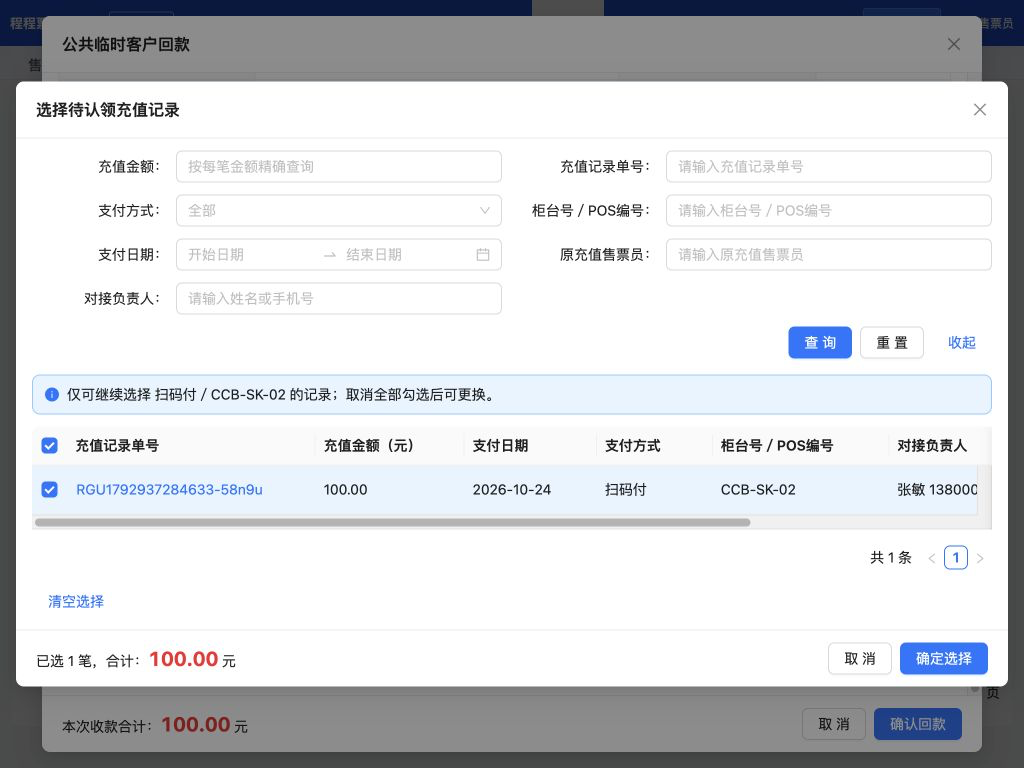 程程
售票员
公共临时客户回款
售
选择待认领充值记录
充值金额： 按每笔金额精确查询 充值记录单号： 请输入充值记录单号
支付方式： 全部 柜台号 / POS编号： 请输入柜台号 / POS编号
支付日期： 开始日期 → 结束日期 原充值售票员： 请输入原充值售票员
对接负责人： 请输入姓名或手机号
查 询 重 置 收起
仅可继续选择 扫码付 / CCB-SK-02 的记录；取消全部勾选后可更换。
充值记录单号 充值金额（元） 支付日期 支付方式 柜台号 / POS编号 对接负责人
RGU1792937284633-58n9u 100.00 2026-10-24 扫码付 CCB-SK-02 张敏 138000
共 1 条 < 1 >
清空选择
已选 1 笔，合计：100.00 元 取 消 确定选择
页
本次收款合计：100.00 元 取 消 确认回款